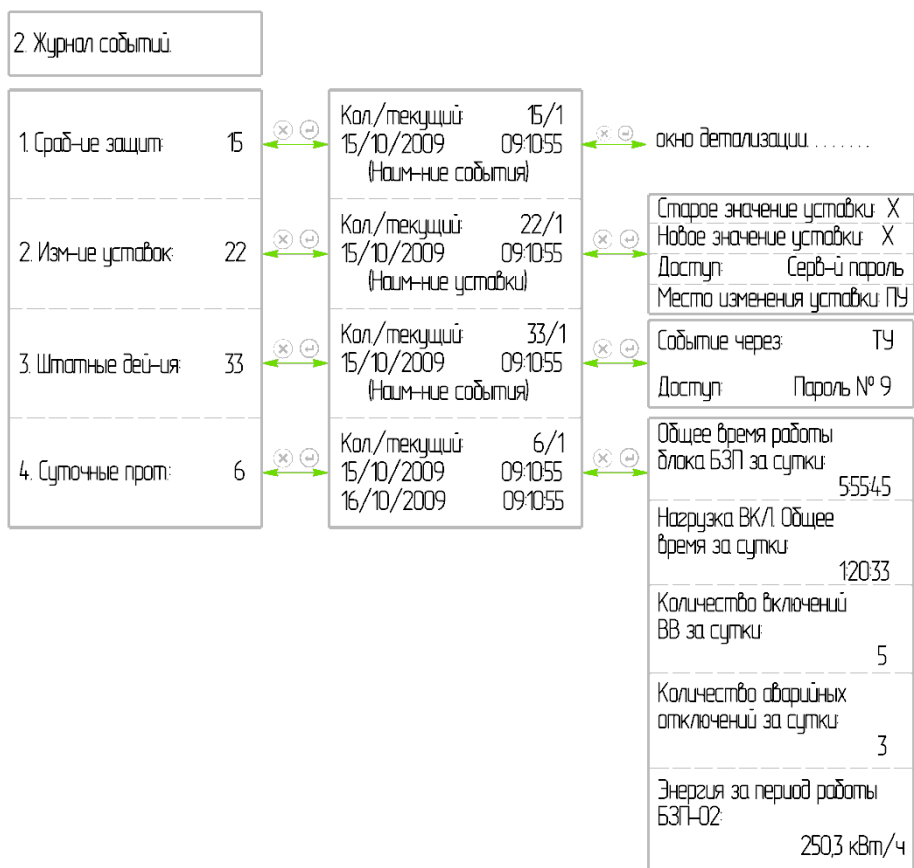 2. Журнал событий.
1. Сраб-ие защит: 15
Кол./текущий: 15/1
15/10/2009 09:10:55
(Наим-ние события)
окно детализации........
2. Изм-ие уставок: 22
Кол./текущий: 22/1
15/10/2009 09:10:55
(Наим-ние уставки)
Старое значение уставки: X
Новое значение уставки: X
Доступ: Серв-й пароль
Место изменения уставки: ПУ
3. Штатные дей-ия: 33
Кол./текущий: 33/1
15/10/2009 09:10:55
(Наим-ние события)
Событие через: ТУ
Доступ: Пароль № 9
4. Суточные прот.: 6
Кол./текущий: 6/1
15/10/2009 09:10:55
16/10/2009 09:10:55
Общее время работы
блока БЗП за сутки:
5:55:45
Нагрузка ВКЛ. Общее
время за сутки:
1:20:33
Количество включений
ВВ за сутки:
5
Количество аварийных
отключений за сутки:
3
Энергия за период работы
БЗП-02:
250,3 кВт/ч